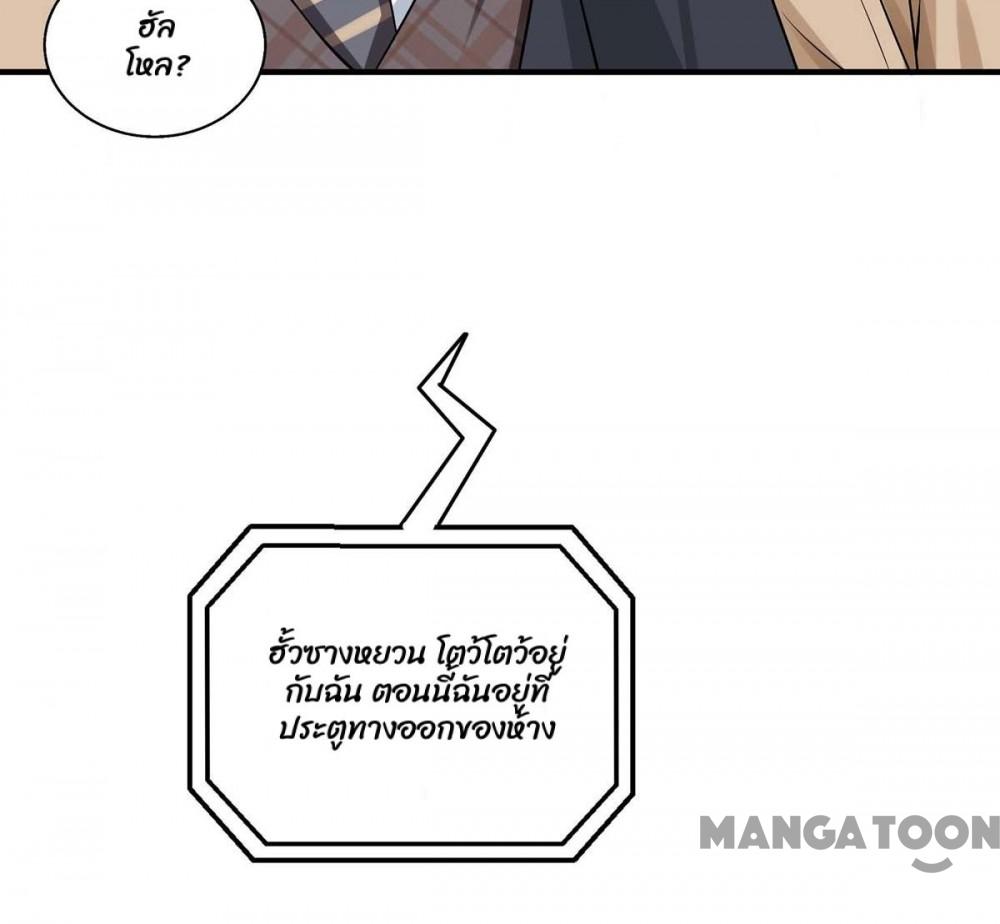 ฮัล
โหล?
ฮั้วซางหยวน โตว้โตว้อยู่
กับฉัน ตอนนี้ฉันอยู่ที่
ประตูทางออกของห้าง
MANGATOON